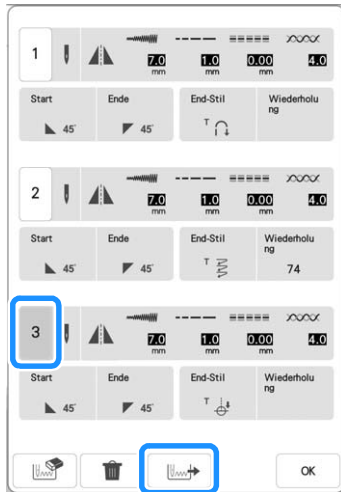 1
7.0 1.0 0.00 4.0
mm mm mm
Start Ende End-Stil Wiederholu
ng
45° 45° T
2
7.0 1.0 0.00 4.0
mm mm mm
Start Ende End-Stil Wiederholu
ng
45° 45° T 74
3
7.0 1.0 0.00 4.0
mm mm mm
Start Ende End-Stil Wiederholu
ng
45° 45° T
OK